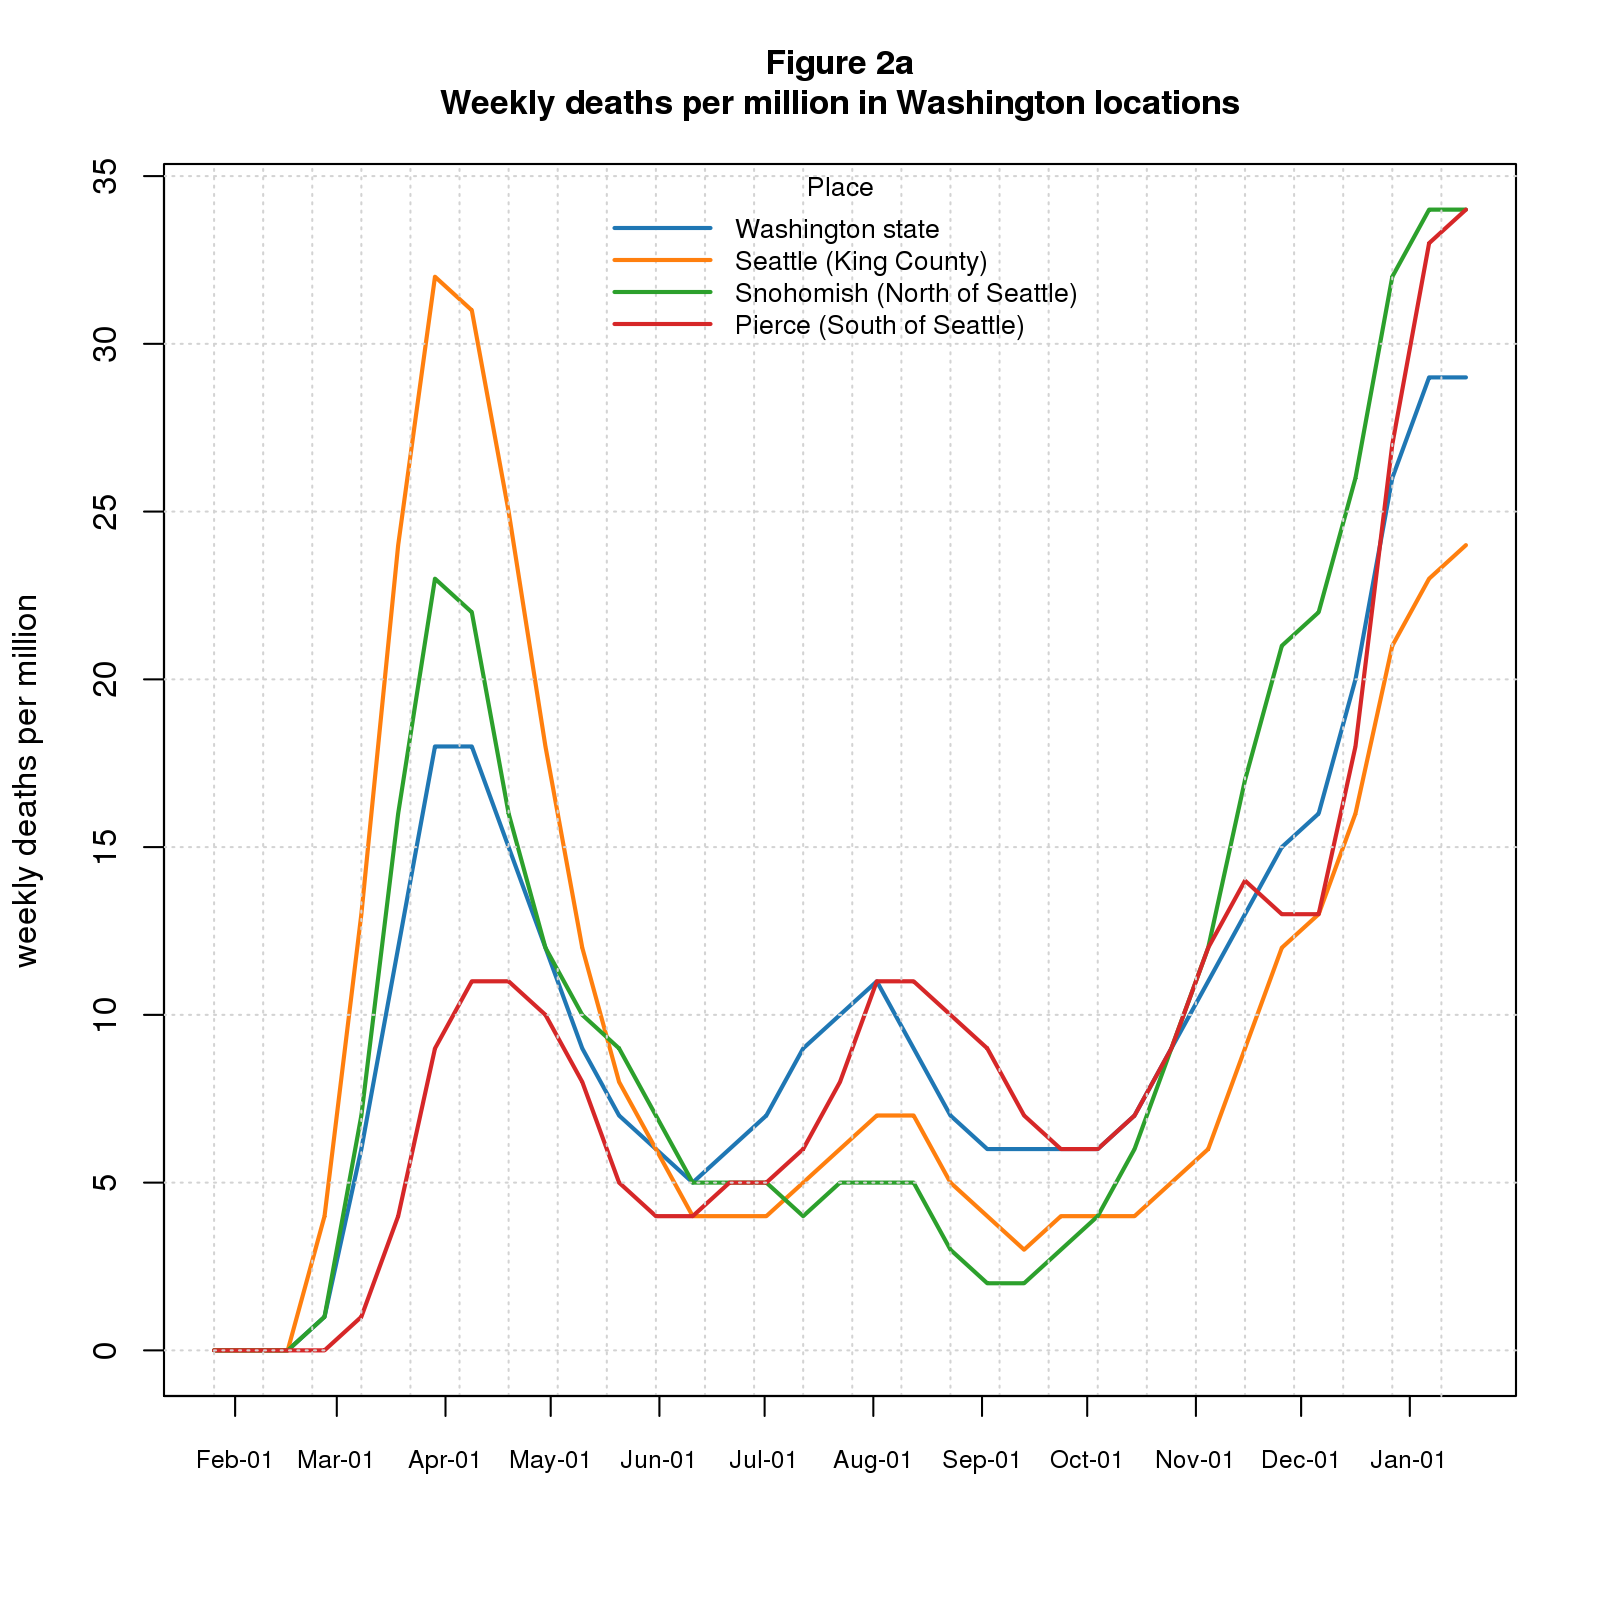 Figure 2a
Weekly deaths per million in Washington locations
weekly deaths per million
35
30
25
20
15
10
5
0
Place
Washington state
Seattle (King County)
Snohomish (North of Seattle)
Pierce (South of Seattle)
Feb-01 Mar-01 Apr-01 May-01 Jun-01 Jul-01 Aug-01 Sep-01 Oct-01 Nov-01 Dec-01 Jan-01